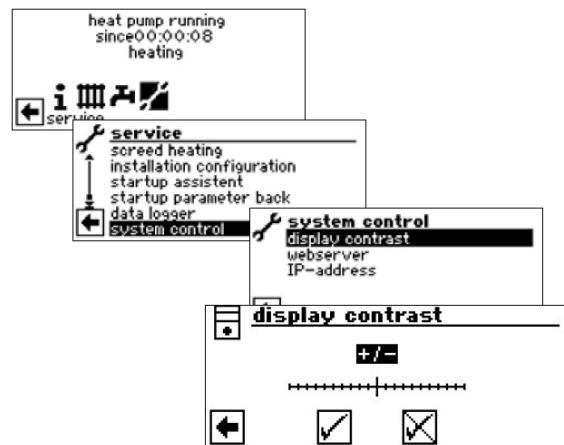 heat pump running
since00:00:08
heating
service
service
screed heating
installation configuration
startup assistent
startup parameter back
data logger
system control
system control
display contrast
webserver
IP-address
display contrast
+/-